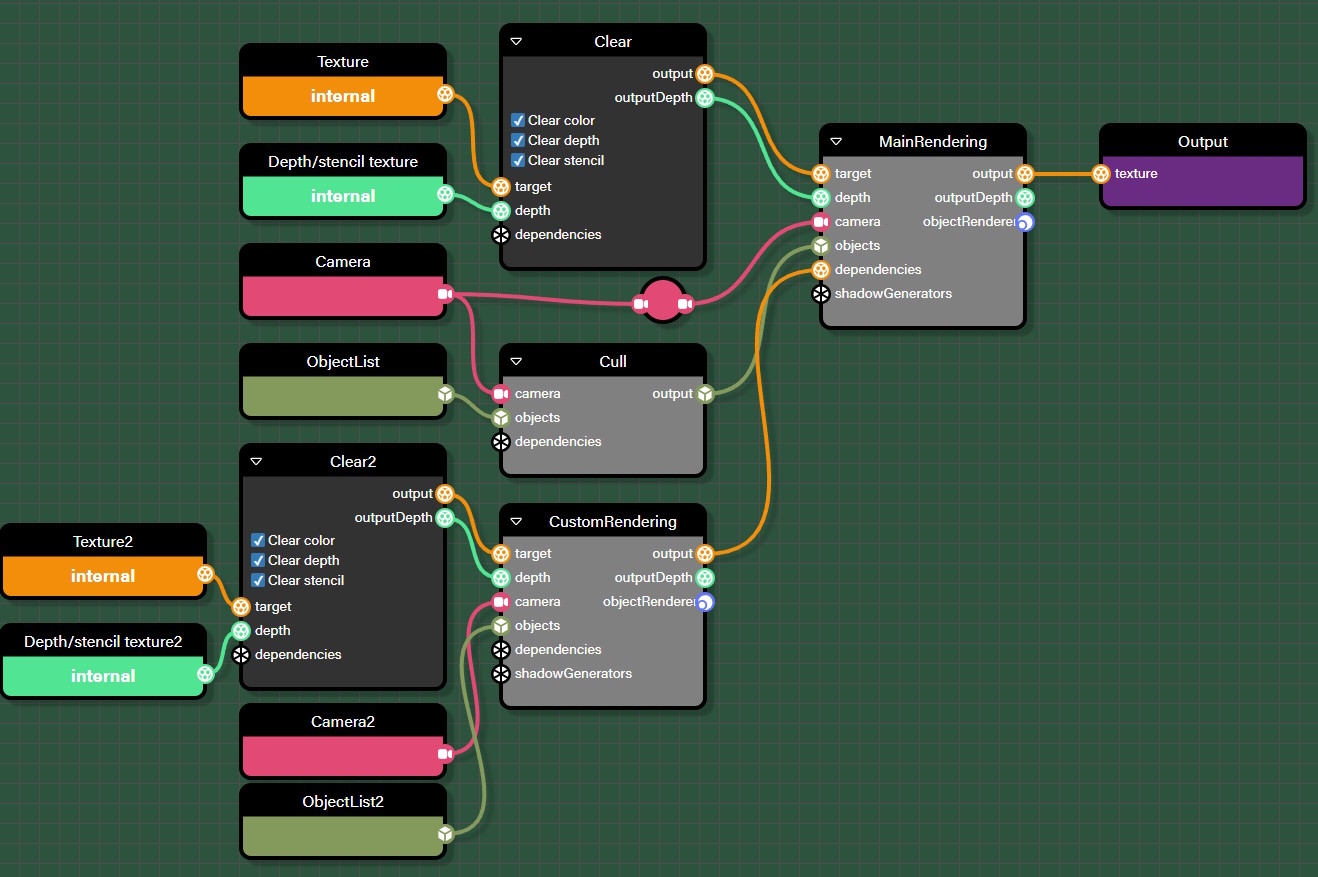 Texture
internal
Depth/stencil texture
internal
Camera
ObjectList
Clear
output
outputDepth
Clear color
Clear depth
Clear stencil
target
depth
dependencies
Cull
camera
output
objects
dependencies
Texture2
internal
Depth/stencil texture2
internal
Clear2
output
outputDepth
Clear color
Clear depth
Clear stencil
target
depth
dependencies
Camera2
ObjectList2
CustomRendering
target
output
depth
outputDepth
camera
objectRenderer
objects
dependencies
shadowGenerators
MainRendering
target
output
depth
outputDepth
camera
objectRenderer
objects
dependencies
shadowGenerators
Output
texture